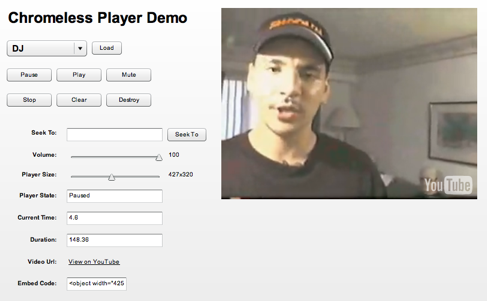 Chromeless Player Demo
DJ
Load
Pause Play Mute
Stop Clear Destroy
Seek To: Seek To
Volume: 100
Player Size: 427x320
Player State: Paused
Current Time: 4.6
Duration: 148.36
Video Url: View on YouTube
Embed Code: <object width="425
YouTube